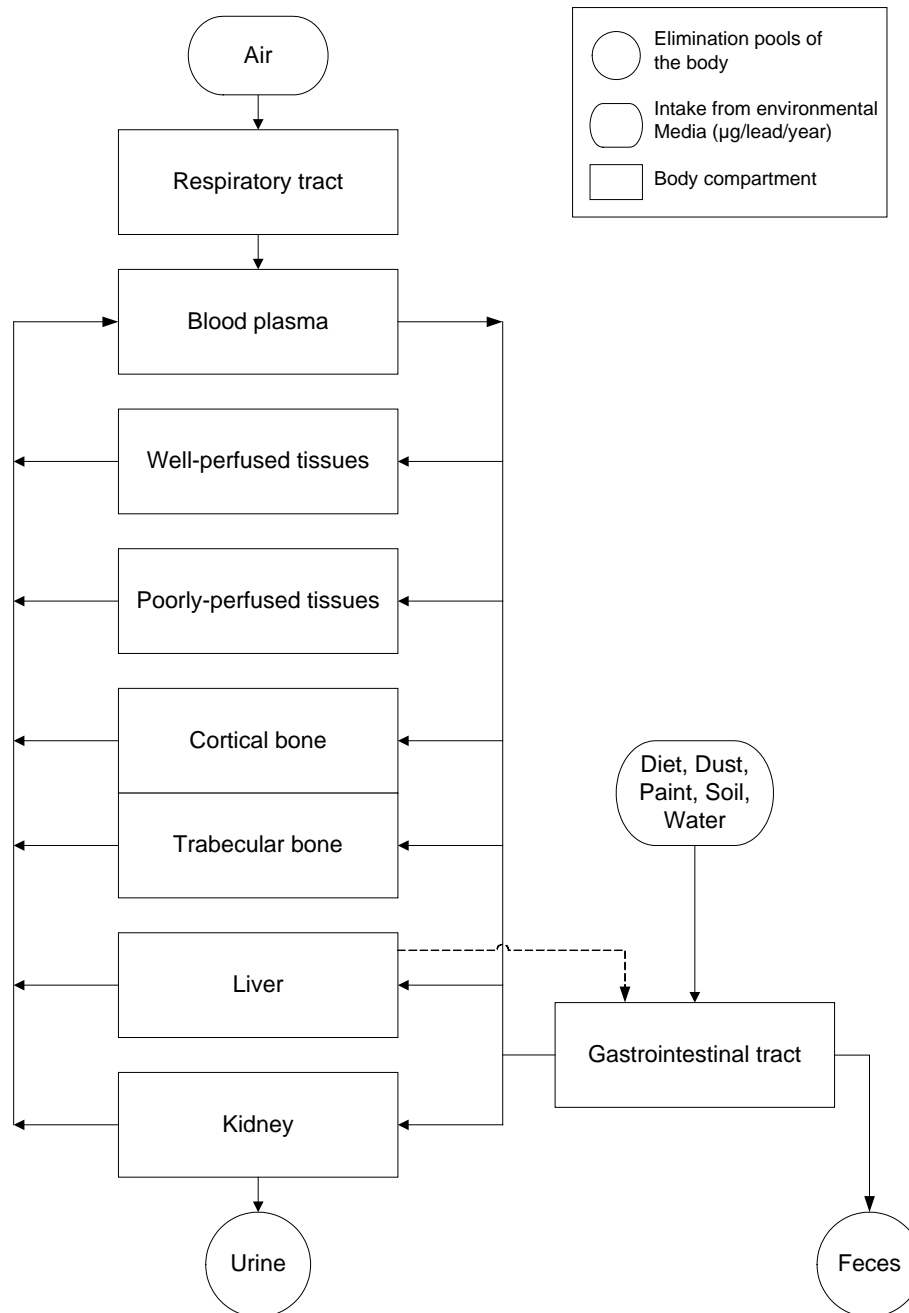 Air
Elimination pools of
the body
Intake from environmental
Media (µg/lead/year)
Body compartment
Respiratory tract
Blood plasma
Well-perfused tissues
Poorly-perfused tissues
Cortical bone
Trabecular bone
Diet, Dust,
Paint, Soil,
Water
Liver
Gastrointestinal tract
Kidney
Urine
Feces